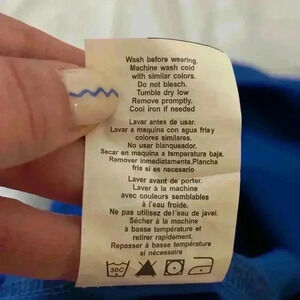 Wash before wearing.
Machine wash cold
with similar colors.
Do not bleach.
Tumble dry low
Remove promptly.
Cool iron if needed
Lavar antes de usar.
Lavar a maquina con agua friay
colores similares.
No usar blanqueador.
Secar en maquina a temperatura baja.
Remover inmediatamente.Plancha
fria si es necesario
Laver avant de porter.
Laver à la machine
avec couleurs semblables
à l'eau froide.
Ne pas utilisez de l'eau de javel.
Sécher à la machine
à basse température et
retirer rapidement.
Repasser à basse température
si nécessaire
30C